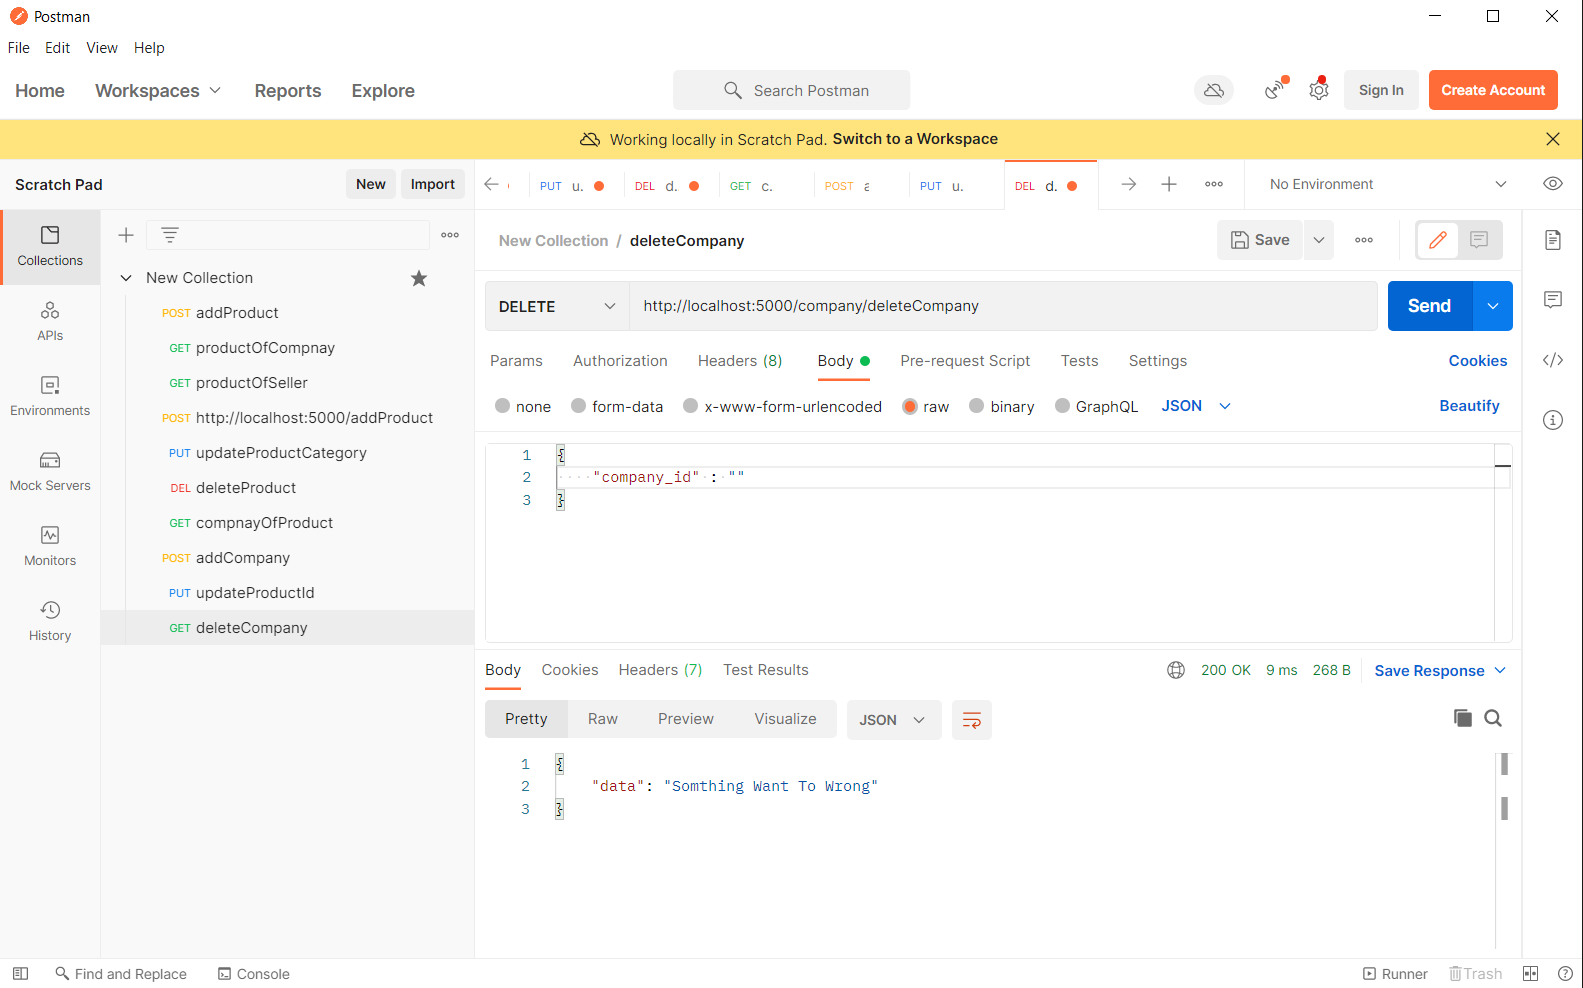 Postman
File Edit View Help
Home Workspaces Reports Explore Search Postman Sign In Create Account
Working locally in Scratch Pad. Switch to a Workspace
Scratch Pad New Import
PUT u. DEL d. GET c. POST a PUT u. DEL d. No Environment
Collections
APIs
Environments
Mock Servers
Monitors
History
New Collection
POST addProduct
GET productOfCompnay
GET productOfSeller
POST http://localhost:5000/addProduct
PUT updateProductCategory
DEL deleteProduct
GET compnayOfProduct
POST addCompany
PUT updateProductId
GET deleteCompany
New Collection / deleteCompany Save
DELETE http://localhost:5000/company/deleteCompany Send
Params Authorization Headers (8) Body Pre-request Script Tests Settings Cookies
none form-data x-www-form-urlencoded raw binary GraphQL JSON Beautify
1 {
2 "company_id" : ""
3 }
Body Cookies Headers (7) Test Results 200 OK 9 ms 268 B Save Response
Pretty Raw Preview Visualize JSON
1 {
2 "data": "Somthing Want To Wrong"
3 }
Find and Replace Console Runner Trash